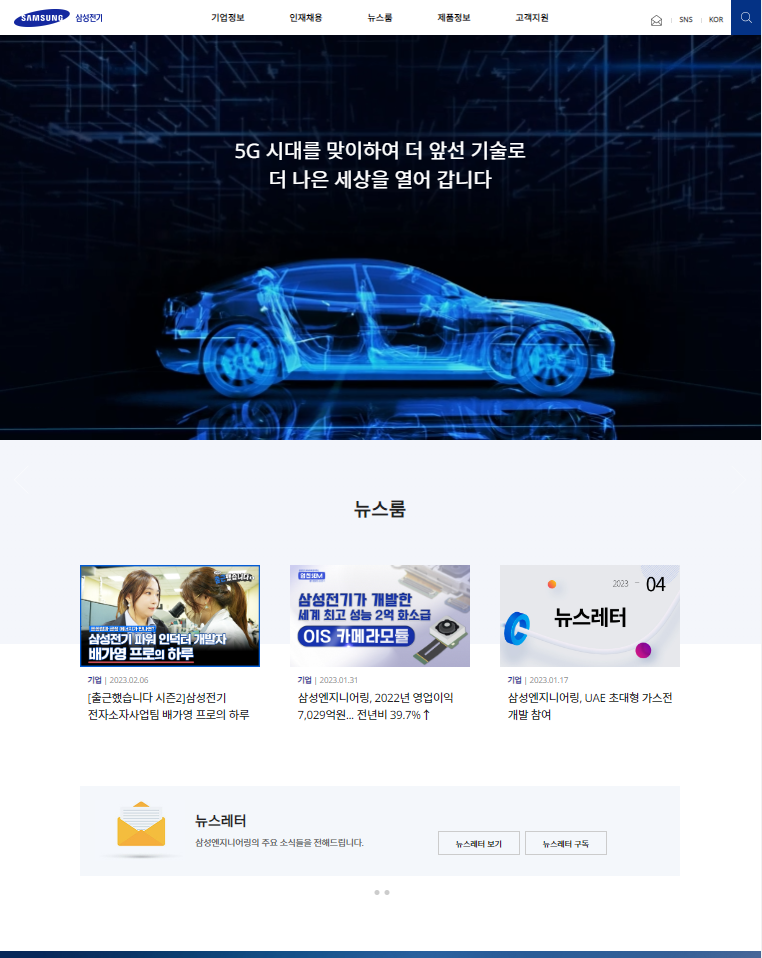 SAMSUNG 삼성전기
기업정보 인재채용 뉴스룸 제품정보 고객지원
SNS KOR
5G 시대를 맞이하여 더 앞선 기술로
더 나은 세상을 열어 갑니다
뉴스룸
삼성전기 파워 인덕터 개발자
배가영 프로의 하루
기업 | 2023.02.06
[출근했습니다 시즌2]삼성전기
전자소자사업팀 배가영 프로의 하루
삼성전기가 개발한
세계 최고 성능 2억 화소급
OIS 카메라모듈
기업 | 2023.01.31
삼성엔지니어링, 2022년 영업이익
7,029억원... 전년비 39.7%↑
2023 - 04
뉴스레터
기업 | 2023.01.17
삼성엔지니어링, UAE 초대형 가스전
개발 참여
뉴스레터
삼성엔지니어링의 주요 소식들을 전해드립니다.
뉴스레터 보기 뉴스레터 구독